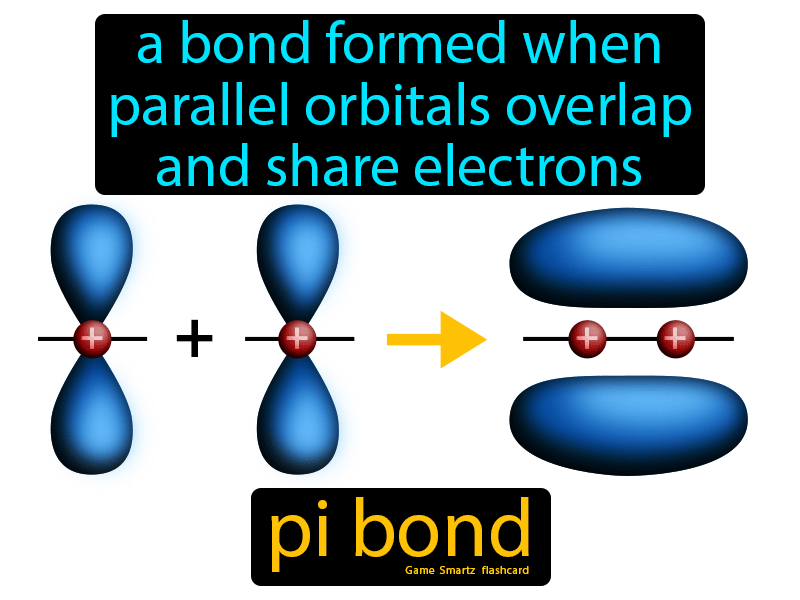 a bond formed when
parallel orbitals overlap
and share electrons
+ + + + +
pi bond
Game Smartz flashcard